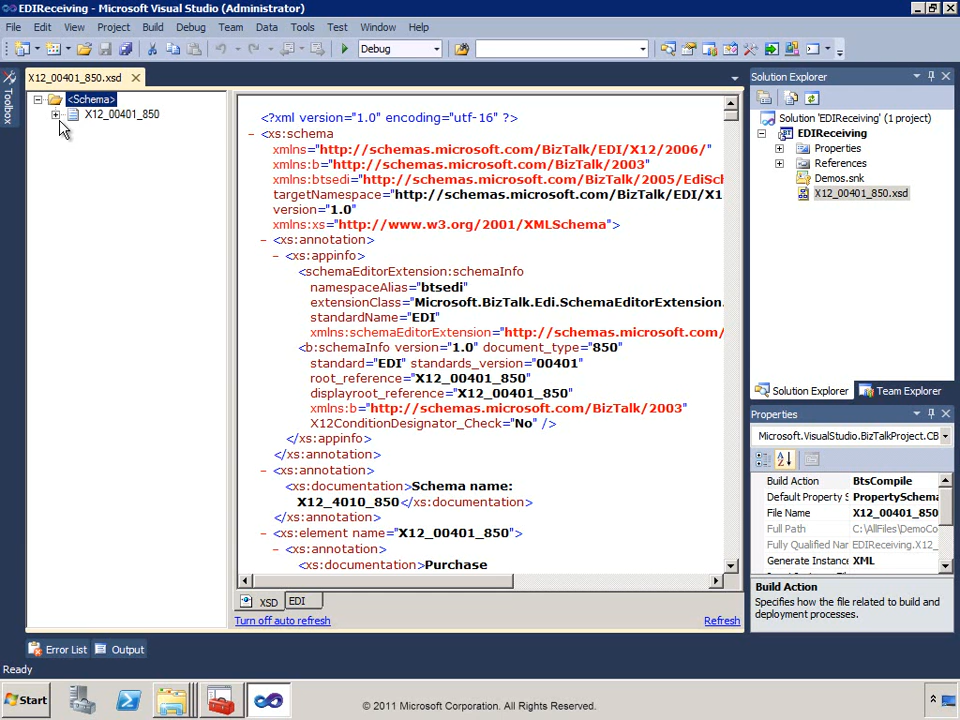 EDIReceiving - Microsoft Visual Studio (Administrator)
File Edit View Project Build Debug Team Data Tools Test Window Help
Debug
Toolbox
X12_00401_850.xsd
<Schema>
X12_00401_850
<?xml version="1.0" encoding="utf-16" ?>
<xs:schema
xmlns="http://schemas.microsoft.com/BizTalk/EDI/X12/2006/"
xmlns:b="http://schemas.microsoft.com/BizTalk/2003"
xmlns:btsedi="http://schemas.microsoft.com/BizTalk/2005/EdiSch
targetNamespace="http://schemas.microsoft.com/BizTalk/EDI/X1
version="1.0"
xmlns:xs="http://www.w3.org/2001/XMLSchema">
- <xs:annotation>
- <xs:appinfo>
<schemaEditorExtension:schemaInfo
namespaceAlias="btsedi"
extensionClass="Microsoft.BizTalk.Edi.SchemaEditorExtension.
standardName="EDI"
xmlns:schemaEditorExtension="http://schemas.microsoft.com/
<b:schemaInfo version="1.0" document_type="850"
standard="EDI" standards_version="00401"
root_reference="X12_00401_850"
displayroot_reference="X12_00401_850"
xmlns:b="http://schemas.microsoft.com/BizTalk/2003"
X12ConditionDesignator_Check="No" />
</xs:appinfo>
</xs:annotation>
- <xs:annotation>
<xs:documentation>Schema name:
X12_4010_850</xs:documentation>
</xs:annotation>
- <xs:element name="X12_00401_850">
- <xs:annotation>
<xs:documentation>Purchase
XSD EDI
Turn off auto refresh Refresh
Solution Explorer
Solution 'EDIReceiving' (1 project)
EDIReceiving
Properties
References
Demos.snk
X12_00401_850.xsd
Solution Explorer Team Explorer
Properties
Microsoft.VisualStudio.BizTalkProject.CB
Build Action BtsCompile
Default Property S PropertySchema
File Name X12_00401_850
Full Path C:\AllFiles\DemoCo
Fully Qualified Nam EDIReceiving.X12_
Generate Instance XML
Build Action
Specifies how the file related to build and
deployment processes.
Error List Output
Ready
Start
© 2011 Microsoft Corporation. All Rights Reserved.